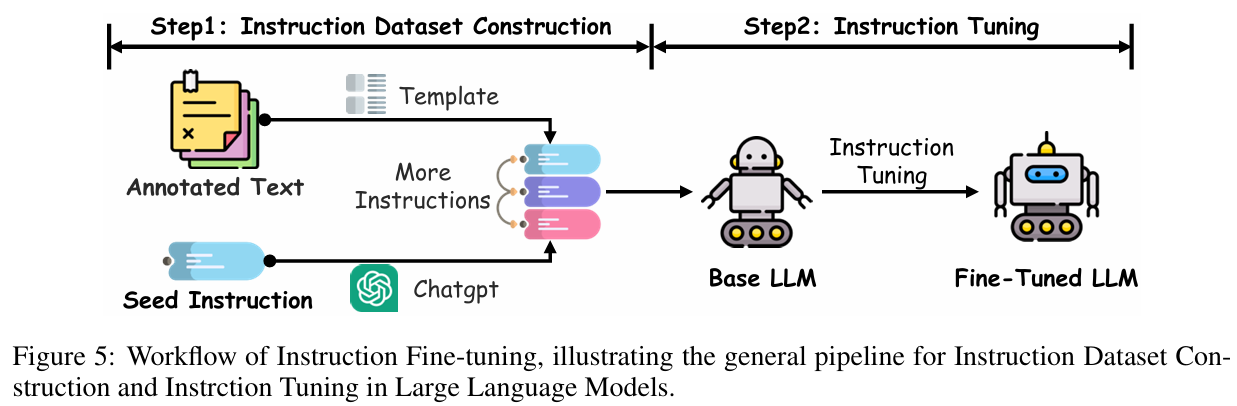 Step1: Instruction Dataset Construction
Step2: Instruction Tuning
Template
Annotated Text
More
Instructions
Seed Instruction
Chatgpt
Base LLM
Instruction
Tuning
Fine-Tuned LLM
Figure 5: Workflow of Instruction Fine-tuning, illustrating the general pipeline for Instruction Dataset Con-
struction and Instrction Tuning in Large Language Models.